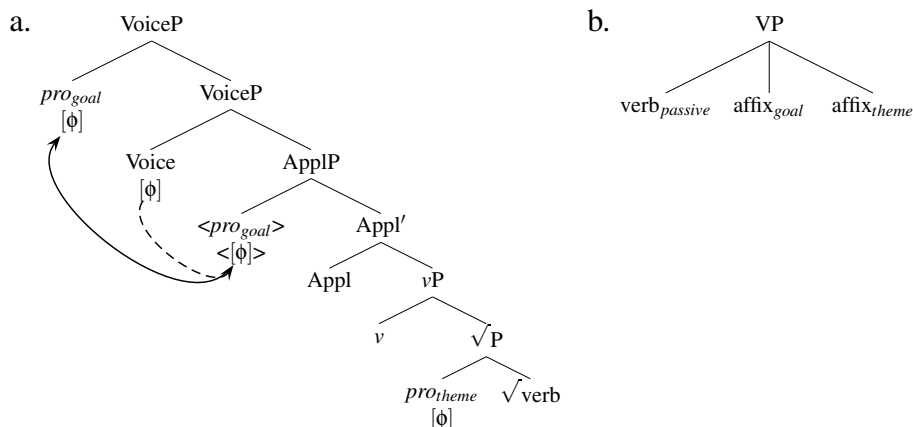 a. VoiceP
pro_goal
[ϕ]
VoiceP
Voice
[ϕ]
ApplP
<pro_goal>
<[ϕ]>
Appl′
Appl
vP
v
√P
pro_theme
[ϕ]
√verb
b. VP
verb_passive affix_goal affix_theme